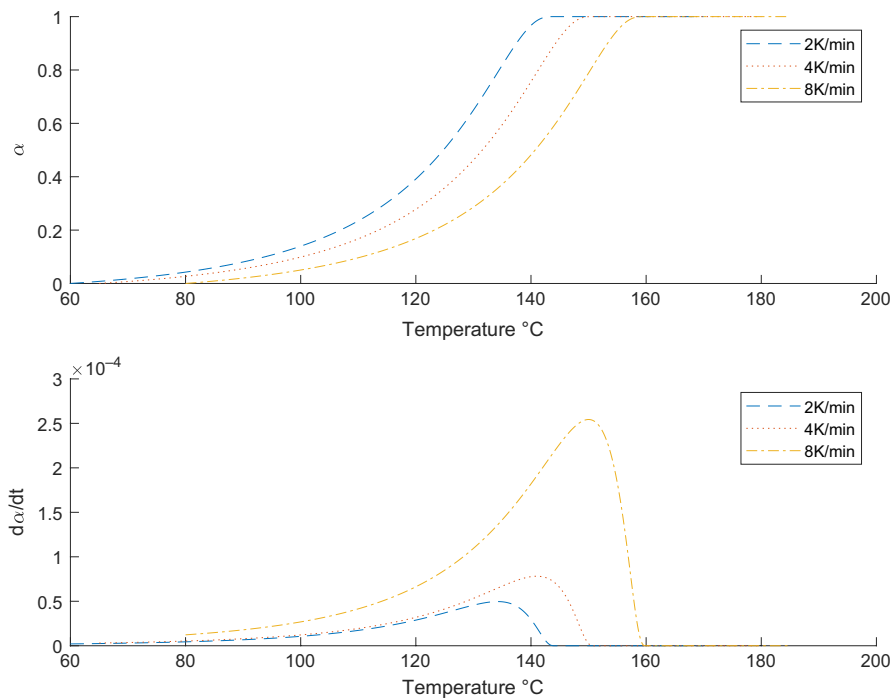 1
0.8
0.6
0.4
0.2
0
α
60 80 100 120 140 160 180 200
Temperature °C
2K/min
4K/min
8K/min
×10⁻⁴
3
2.5
2
1.5
1
0.5
0
dα/dt
60 80 100 120 140 160 180 200
Temperature °C
2K/min
4K/min
8K/min